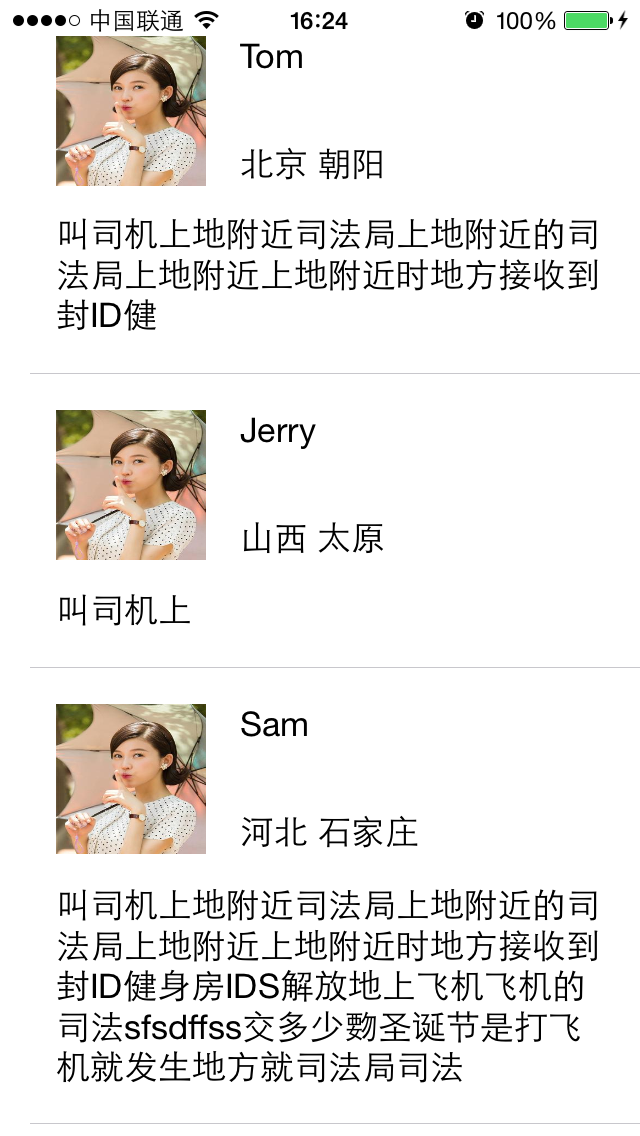 中国联通 16:24 100%
Tom
北京 朝阳
叫司机上地附近司法局上地附近的司
法局上地附近上地附近时地方接收到
封ID健
Jerry
山西 太原
叫司机上
Sam
河北 石家庄
叫司机上地附近司法局上地附近的司
法局上地附近上地附近时地方接收到
封ID健身房IDS解放地上飞机飞机的
司法sfsdffss交多少圣诞节是打飞
机就发生地方就司法局司法